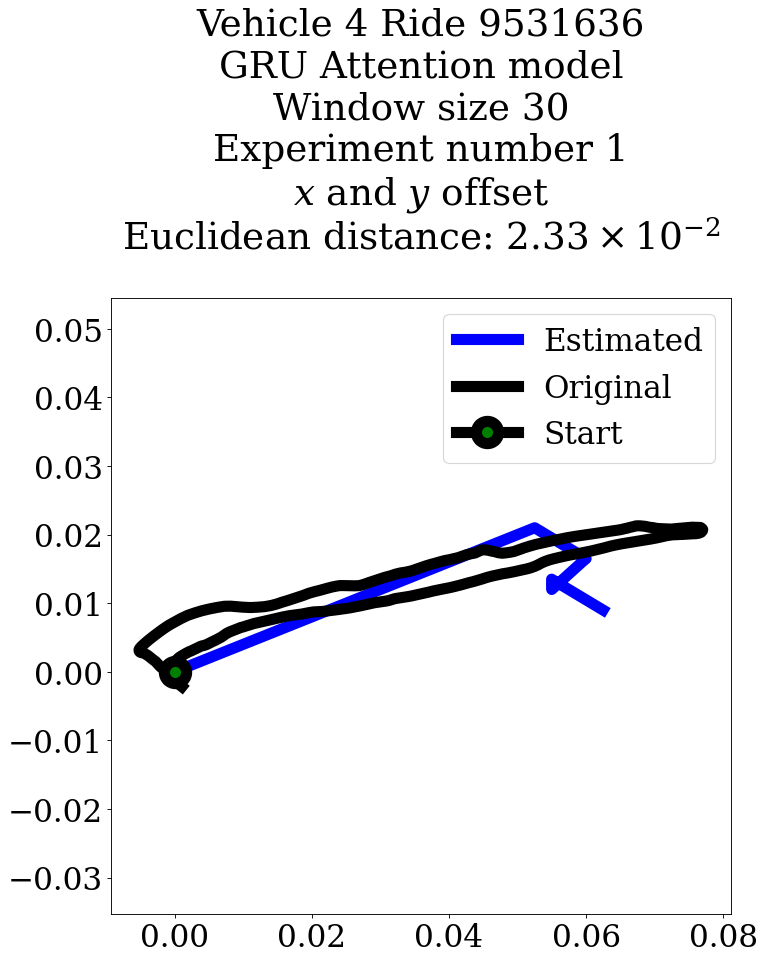 Vehicle 4 Ride 9531636
GRU Attention model
Window size 30
Experiment number 1
x and y offset
Euclidean distance: 2.33 × 10⁻²
Estimated
Original
Start
0.05
0.04
0.03
0.02
0.01
0.00
−0.01
−0.02
−0.03
0.00 0.02 0.04 0.06 0.08